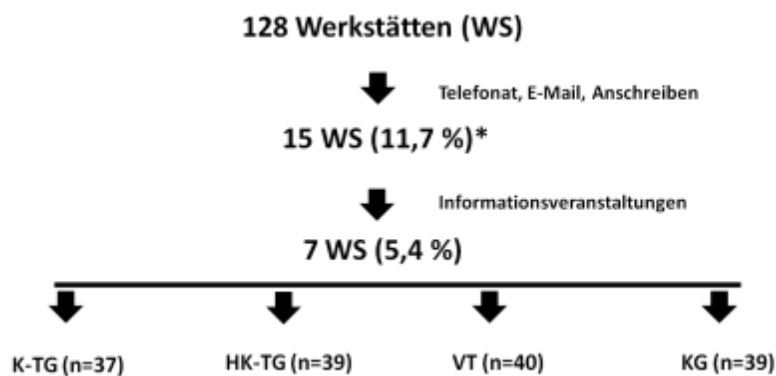 128 Werkstätten (WS)
Telefonat, E-Mail, Anschreiben
15 WS (11,7 %)*
Informationsveranstaltungen
7 WS (5,4 %)
K-TG (n=37) HK-TG (n=39) VT (n=40) KG (n=39)